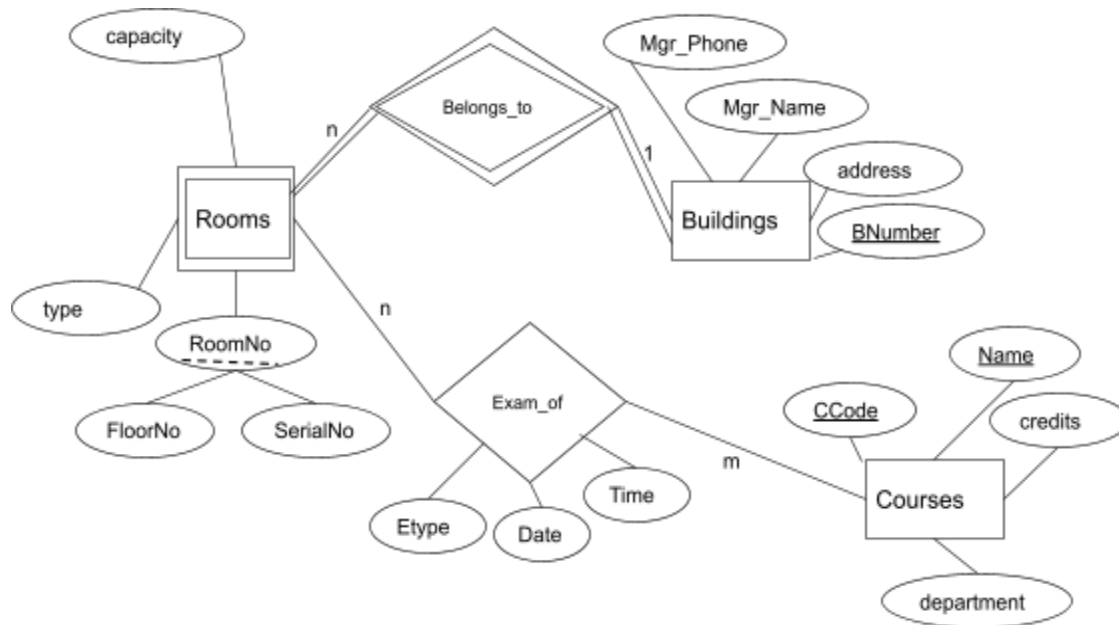 capacity
Mgr_Phone
Belongs_to
Mgr_Name
n
1
address
Rooms
Buildings
BNumber
type
n
RoomNo
Name
Exam_of
CCode
credits
FloorNo
SerialNo
m
Time
Courses
Etype
Date
department